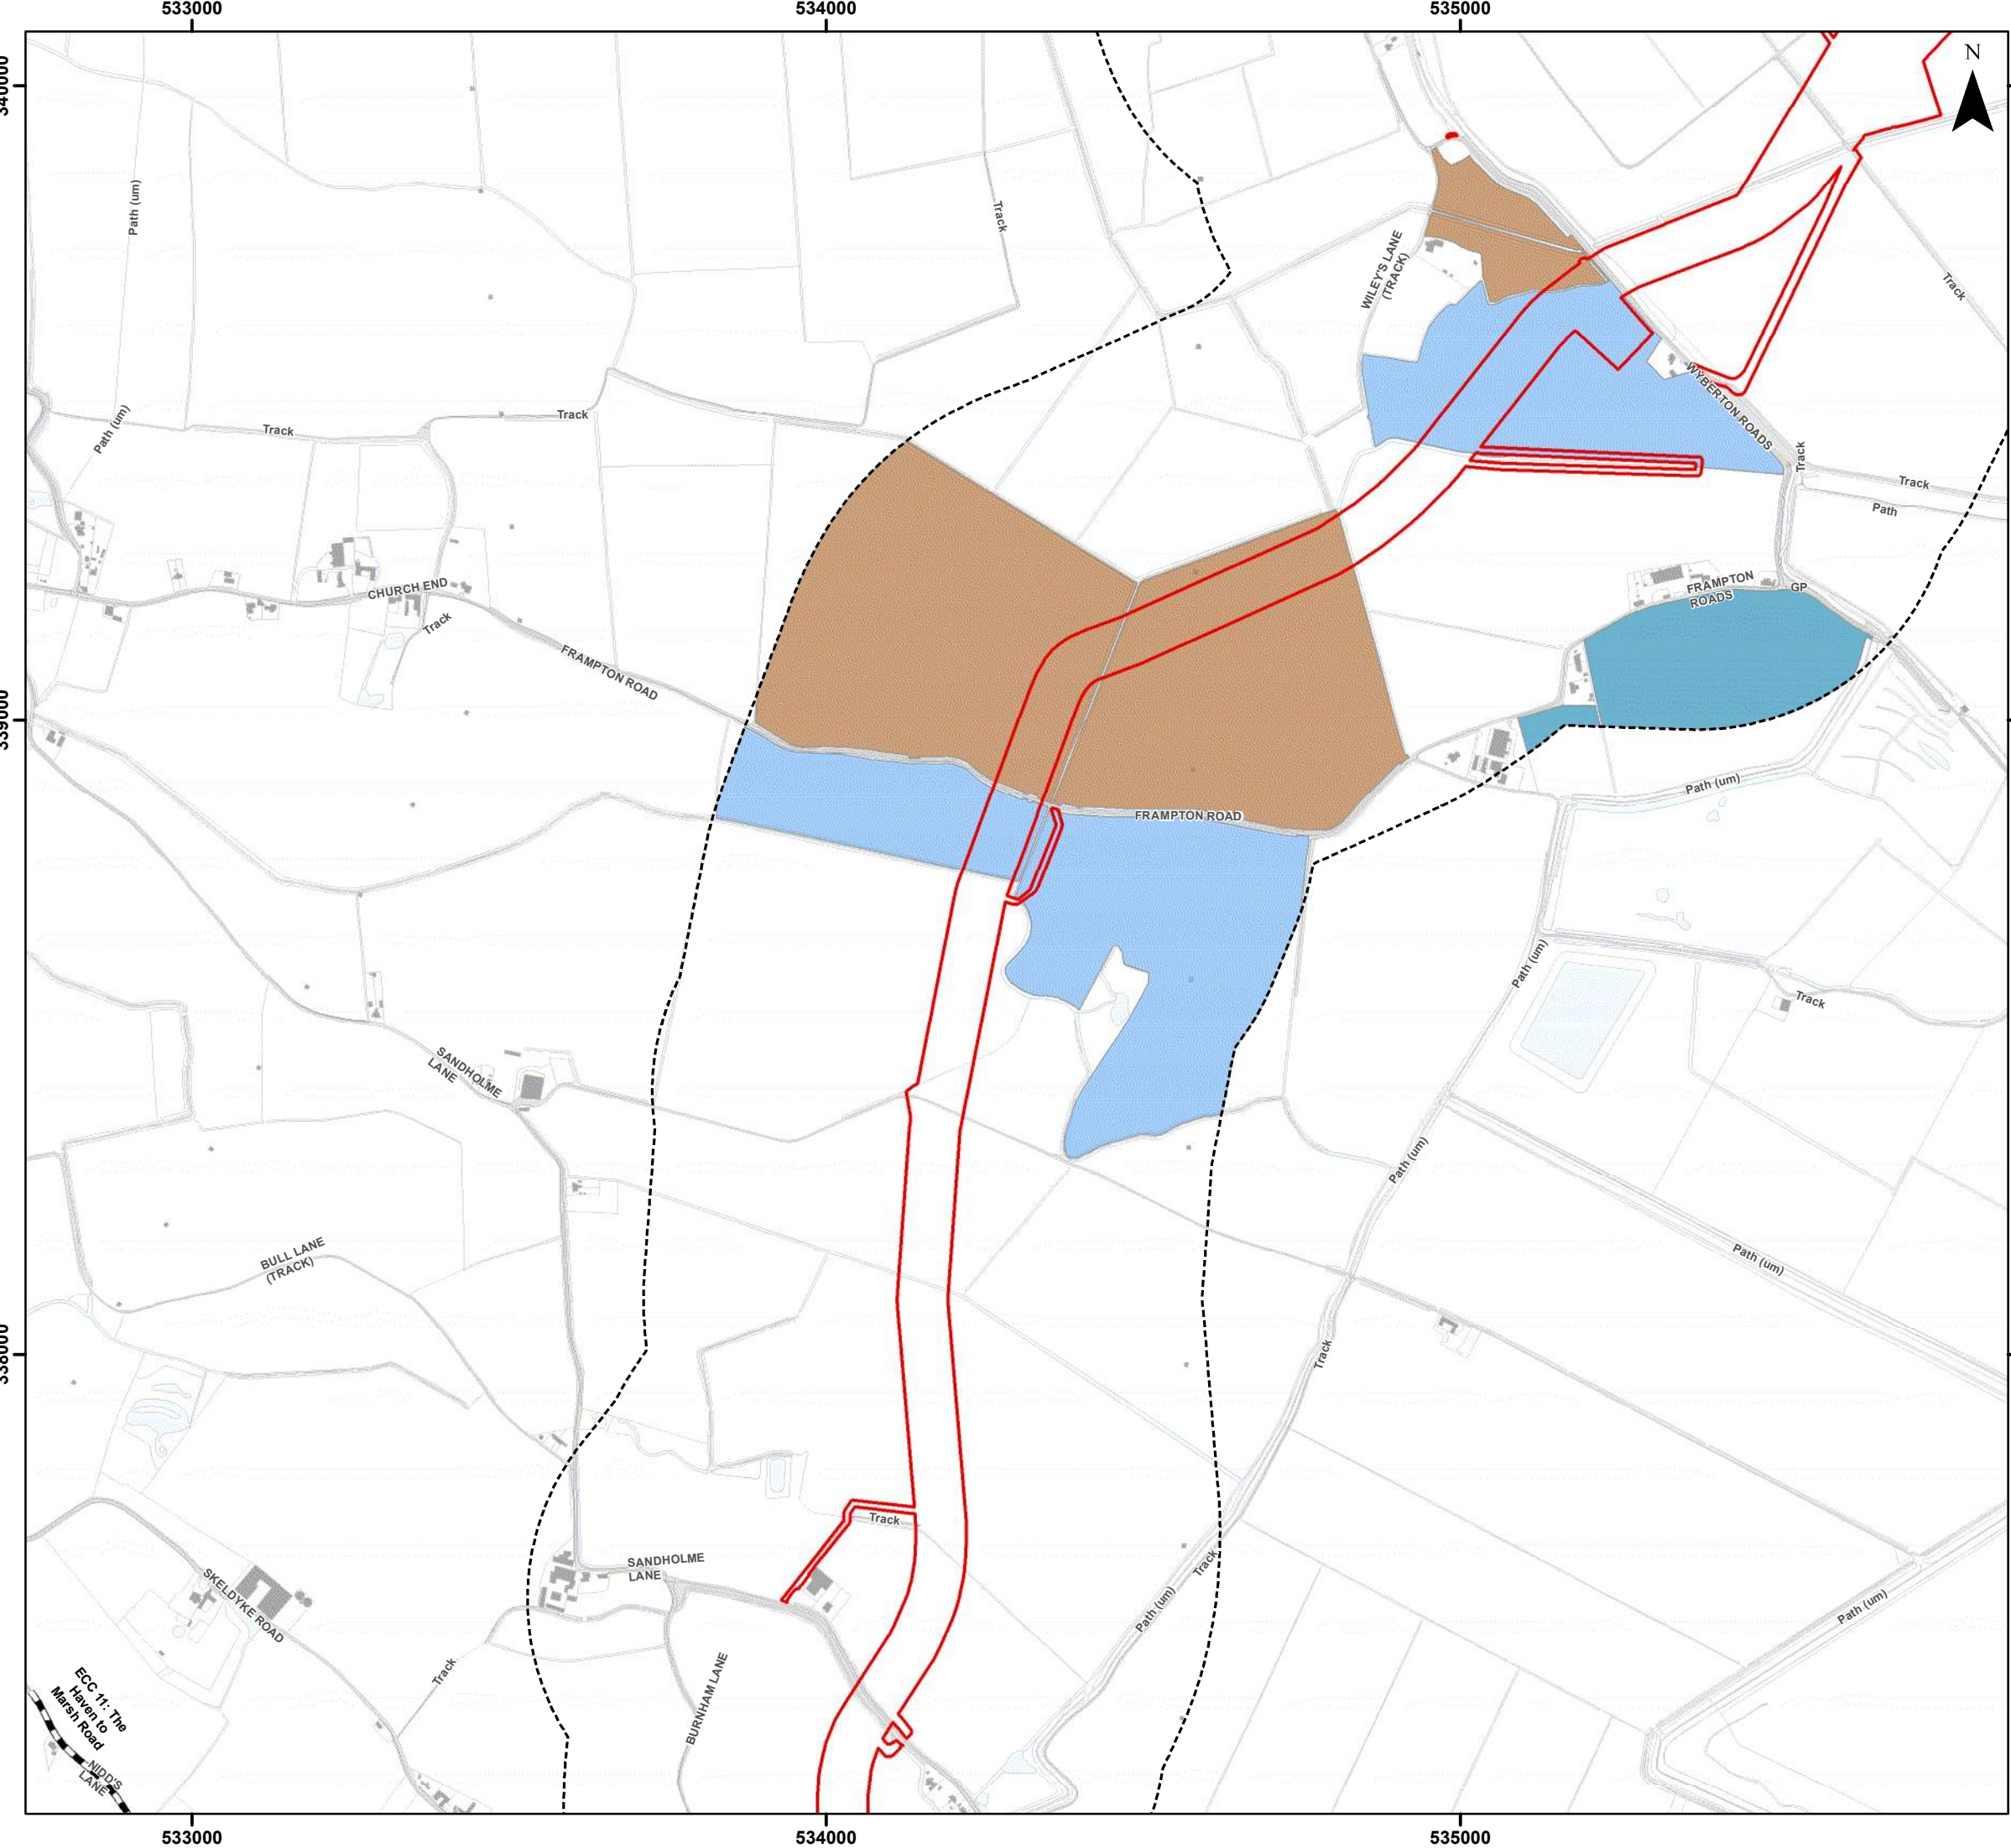 533000
534000
535000
N
340000
Path (um)
Track
WILEY'S LANE
(TRACK)
Track
Path (um)
Track
Track
WYBERTON ROADS
Track
Track
Path
CHURCH END
Track
FRAMPTON
ROADS
GP
FRAMPTON ROAD
339000
Path (um)
FRAMPTON ROAD
Path (um)
Track
SANDHOLME
LANE
Path (um)
BULL LANE
(TRACK)
Path (um)
338000
Track
Track
SANDHOLME
LANE
Track
SKELDYKE ROAD
Path (um)
Path (um)
Track
BURNHAM LANE
ECC 11: The
Haven to
Marsh Road
NIDD'S
LANE
533000
534000
535000